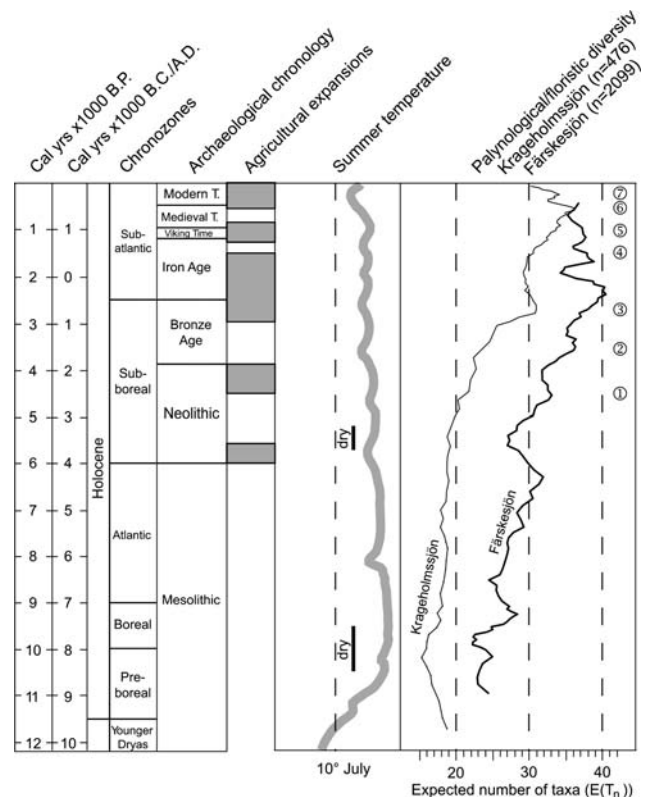 Cal yrs x1000 B.P.
Cal yrs x1000 B.C./A.D.
Chronozones
Archaeological chronology
Agricultural expansions
Summer temperature
Palynological/floristic diversity
Krageholmssjön (n=476)
Färskesjön (n=2099)
1
2
3
4
5
6
7
8
9
10
11
12
1
0
1
2
3
4
5
6
7
8
9
10
Holocene
Sub-
atlantic
Sub-
boreal
Atlantic
Boreal
Pre-
boreal
Younger
Dryas
Modern T.
Medieval T.
Viking Time
Iron Age
Bronze
Age
Neolithic
Mesolithic
dry
dry
10° July
Krageholmssjön
Färskesjön
⑦
⑥
⑤
④
③
②
①
20
30
40
Expected number of taxa (E(Tn))